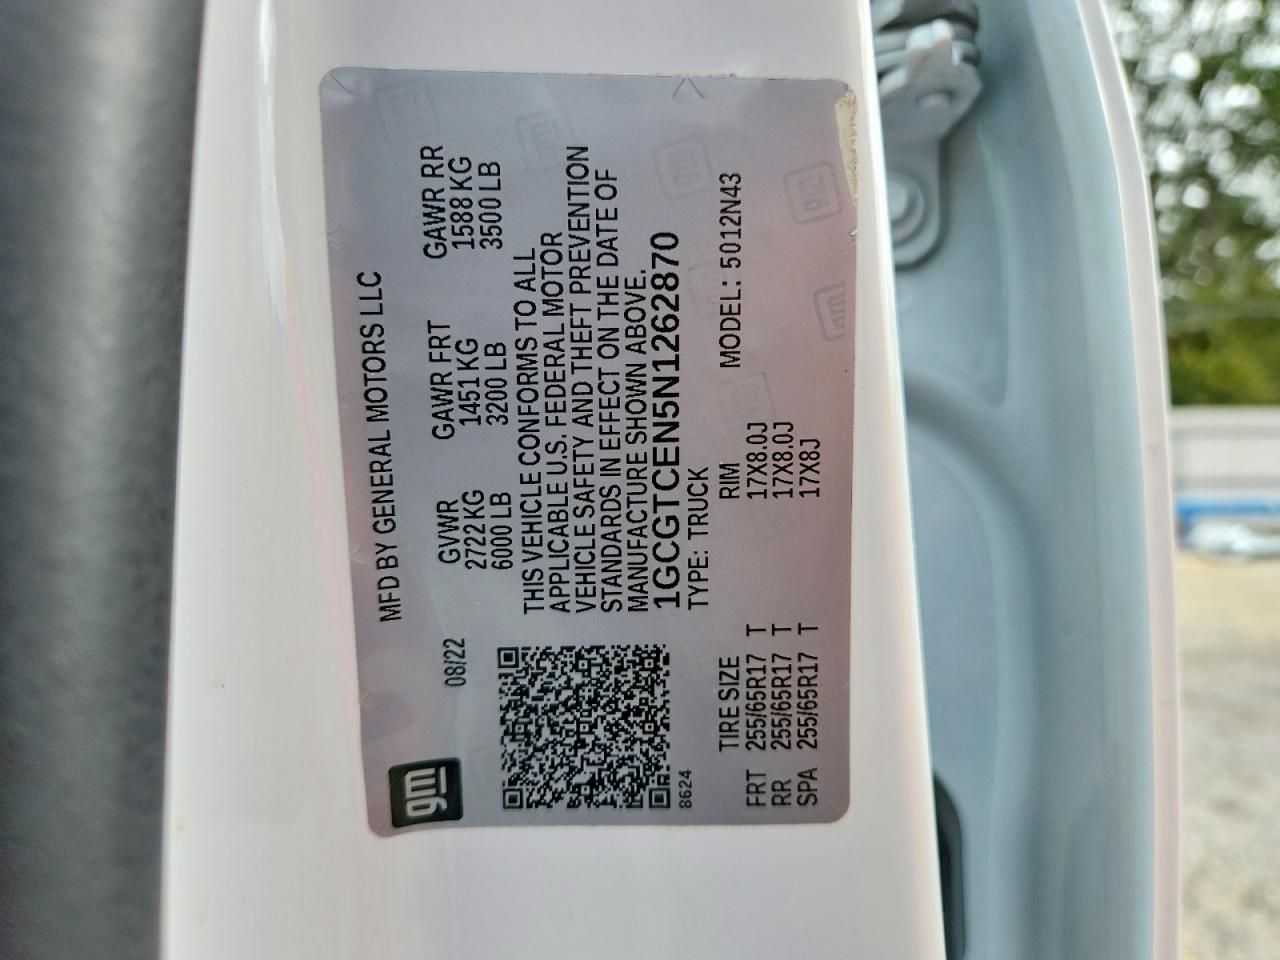 gm
MFD BY GENERAL MOTORS LLC
08/22
GVWR GAWR FRT GAWR RR
2722 KG 1451 KG 1588 KG
6000 LB 3200 LB 3500 LB
THIS VEHICLE CONFORMS TO ALL
APPLICABLE U.S. FEDERAL MOTOR
VEHICLE SAFETY AND THEFT PREVENTION
STANDARDS IN EFFECT ON THE DATE OF
MANUFACTURE SHOWN ABOVE.
1GCGTCEN5N1262870
8624
TYPE: TRUCK
TIRE SIZE RIM MODEL: 5012N43
FRT 255/65R17 T 17X8.0J
RR 255/65R17 T 17X8.0J
SPA 255/65R17 T 17X8J